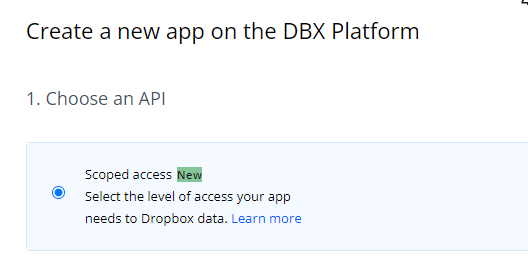 Create a new app on the DBX Platform
1. Choose an API
Scoped access New
Select the level of access your app
needs to Dropbox data. Learn more